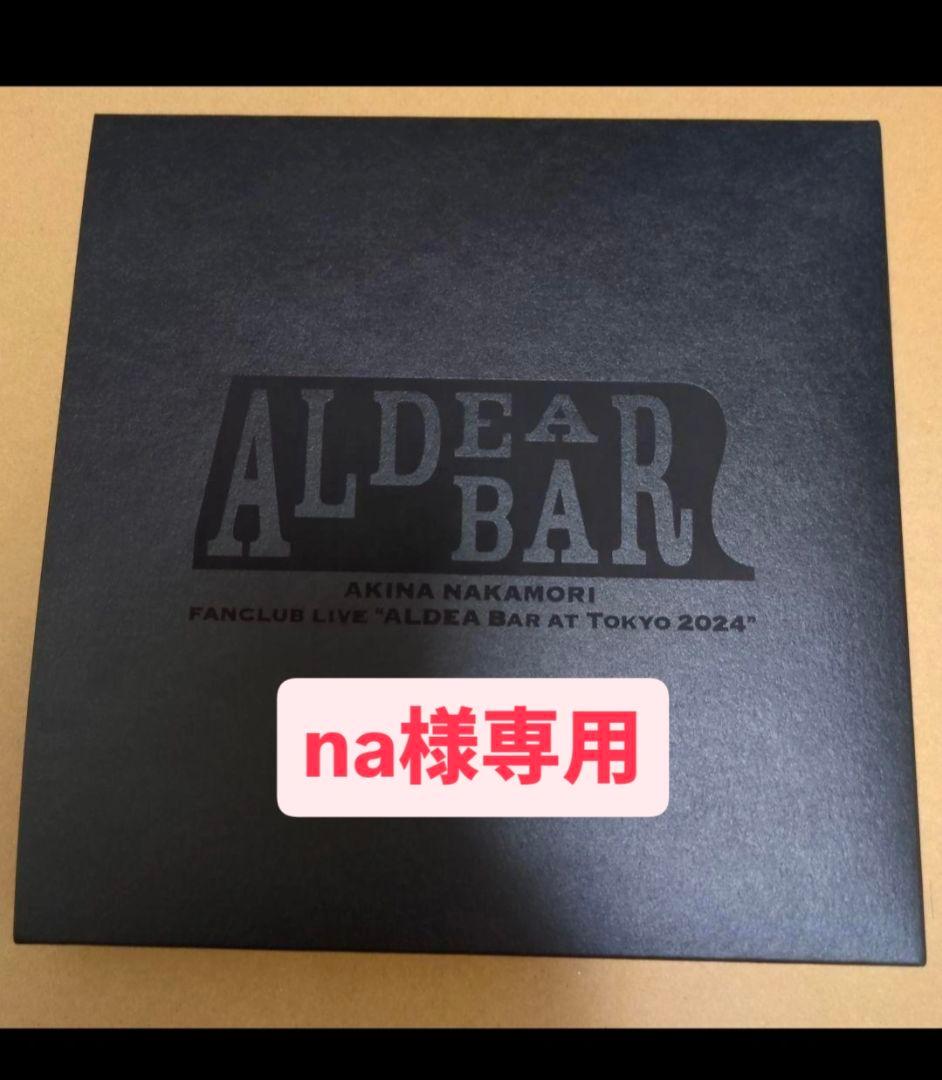 ALDEA
BAR
AKINA NAKAMORI
FANCLUB LIVE "ALDEA BAR AT TOKYO 2024"
na様専用